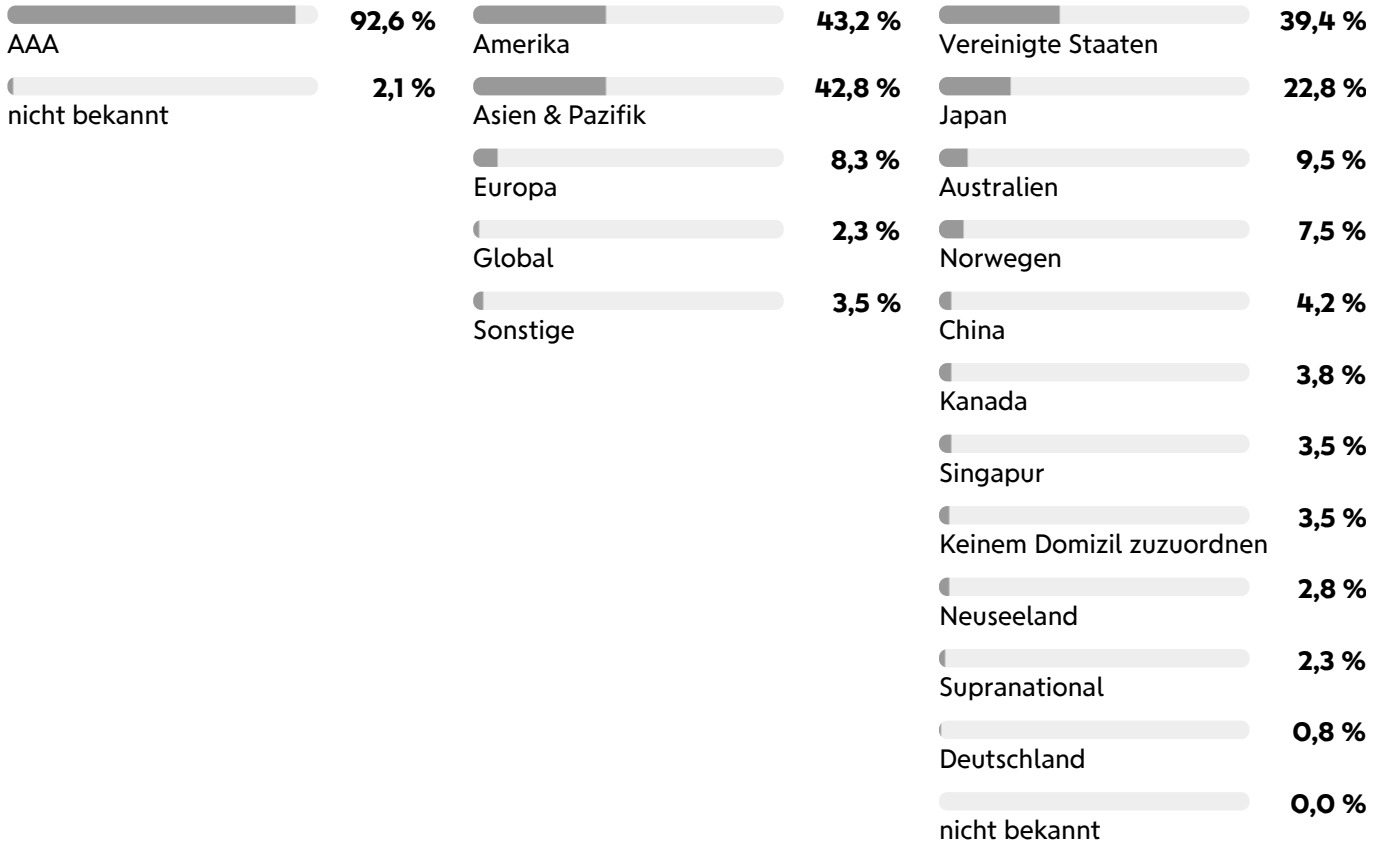 92,6 %
AAA
2,1 %
nicht bekannt
43,2 %
Amerika
42,8 %
Asien & Pazifik
8,3 %
Europa
2,3 %
Global
3,5 %
Sonstige
39,4 %
Vereinigte Staaten
22,8 %
Japan
9,5 %
Australien
7,5 %
Norwegen
4,2 %
China
3,8 %
Kanada
3,5 %
Singapur
3,5 %
Keinem Domizil zuzuordnen
2,8 %
Neuseeland
2,3 %
Supranational
0,8 %
Deutschland
0,0 %
nicht bekannt